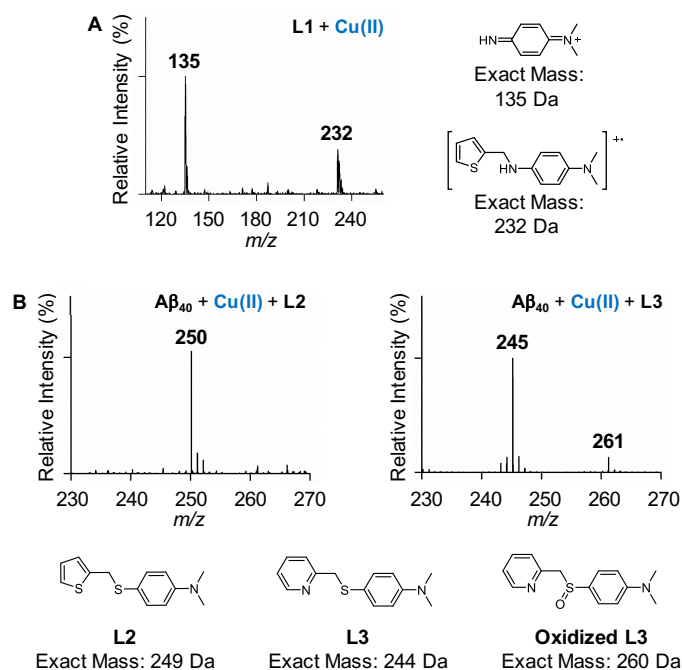 A
L1 + Cu(II)
Relative Intensity (%)
135
232
120 150 180 210 240
m/z
HN
N
+
Exact Mass:
135 Da
S
HN
N
+•
Exact Mass:
232 Da
B
Aβ40 + Cu(II) + L2
Relative Intensity (%)
250
230 240 250 260 270
m/z
Aβ40 + Cu(II) + L3
Relative Intensity (%)
245
261
230 240 250 260 270
m/z
S
S
N
L2
Exact Mass: 249 Da
N
S
N
L3
Exact Mass: 244 Da
N
S
O
N
Oxidized L3
Exact Mass: 260 Da